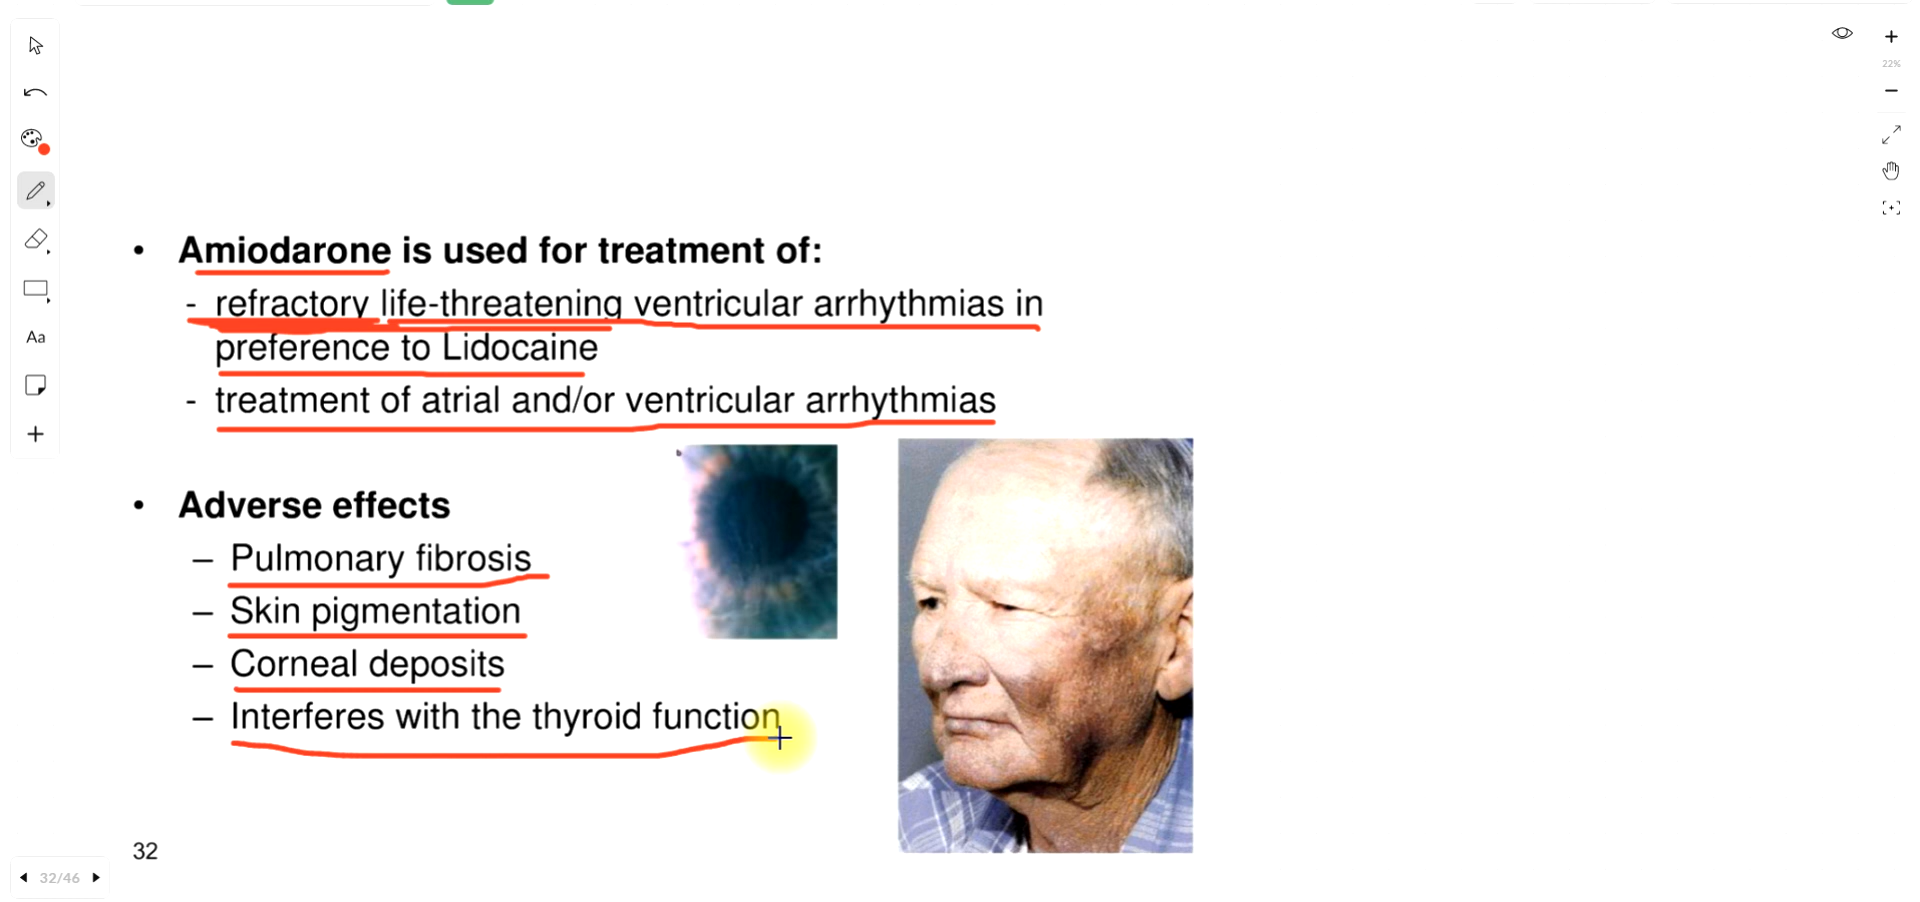 22%
• Amiodarone is used for treatment of:
- refractory life-threatening ventricular arrhythmias in
preference to Lidocaine
- treatment of atrial and/or ventricular arrhythmias
• Adverse effects
– Pulmonary fibrosis
– Skin pigmentation
– Corneal deposits
– Interferes with the thyroid function
Aa
32
32/46